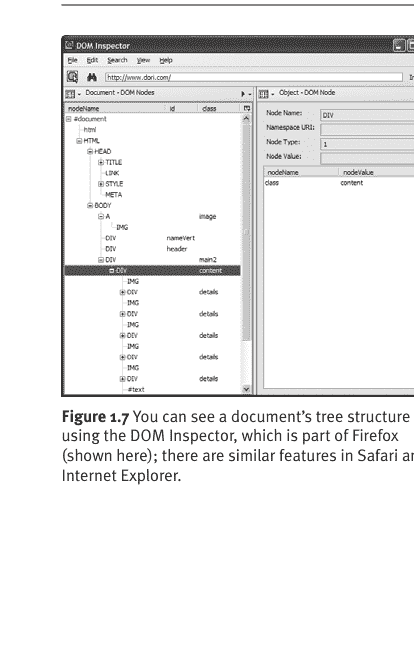 DOM Inspector
File Edit Search View Help
http://www.dori.com/
Document - DOM Nodes
Object - DOM Node
nodeName id class
#document
html
HTML
HEAD
TITLE
LINK
STYLE
META
BODY
A image
IMG
DIV nameVert
DIV header
DIV main2
DIV content
IMG
DIV details
IMG
DIV details
IMG
DIV details
IMG
DIV details
IMG
DIV details
#text
Node Name: DIV
Namespace URI:
Node Type: 1
Node Value:
nodeName nodeValue
class content
Figure 1.7 You can see a document's tree structure
using the DOM Inspector, which is part of Firefox
(shown here); there are similar features in Safari
Internet Explorer.